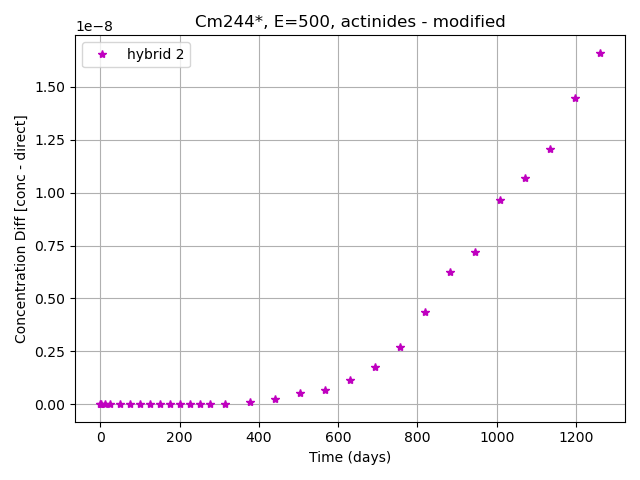 Cm244*, E=500, actinides - modified
1e−8
hybrid 2
1.50
1.25
1.00
0.75
0.50
0.25
0.00
Concentration Diff [conc - direct]
0 200 400 600 800 1000 1200
Time (days)